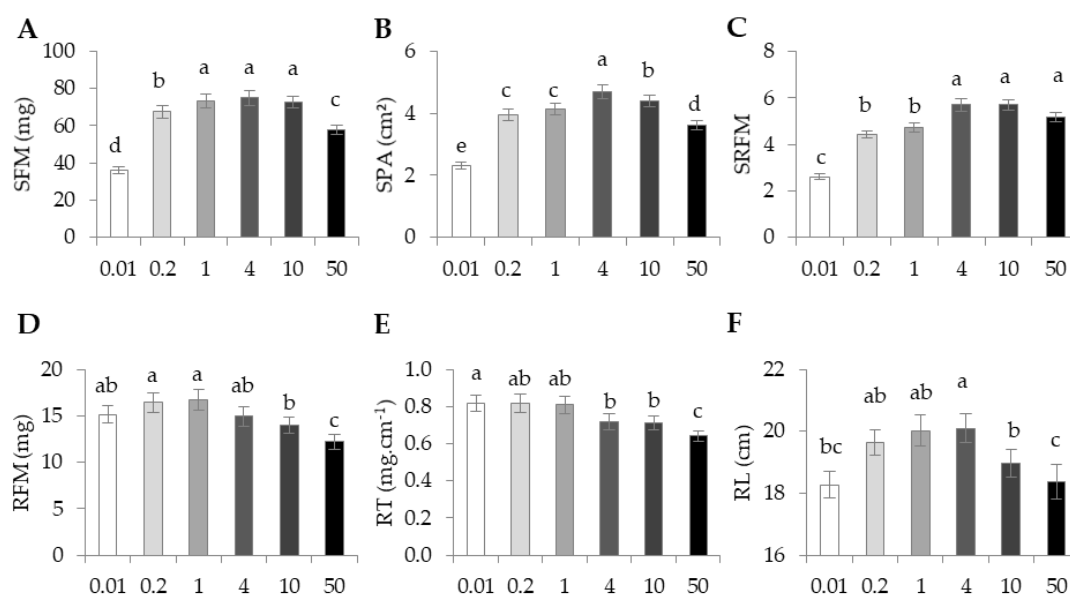 A
SFM (mg)
100
80
60
40
20
0
d
b
a
a
a
c
0.01 0.2 1 4 10 50
B
SPA (cm²)
6
4
2
0
e
c
c
a
b
d
0.01 0.2 1 4 10 50
C
SRFM
8
6
4
2
0
c
b
b
a
a
a
0.01 0.2 1 4 10 50
D
RFM (mg)
20
15
10
5
0
ab
a
a
ab
b
c
0.01 0.2 1 4 10 50
E
RT (mg.cm⁻¹)
1.0
0.8
0.6
0.4
0.2
0.0
a
ab
ab
b
b
c
0.01 0.2 1 4 10 50
F
RL (cm)
22
20
18
16
bc
ab
ab
a
b
c
0.01 0.2 1 4 10 50